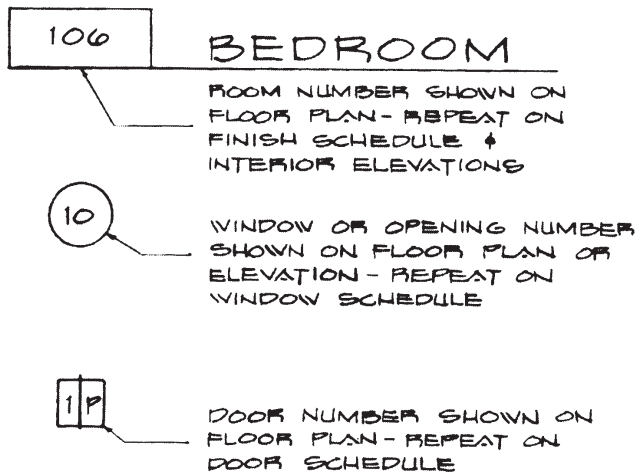 106 BEDROOM
ROOM NUMBER SHOWN ON
FLOOR PLAN - REPEAT ON
FINISH SCHEDULE &
INTERIOR ELEVATIONS
10
WINDOW OR OPENING NUMBER
SHOWN ON FLOOR PLAN OR
ELEVATION - REPEAT ON
WINDOW SCHEDULE
1 P
DOOR NUMBER SHOWN ON
FLOOR PLAN - REPEAT ON
DOOR SCHEDULE